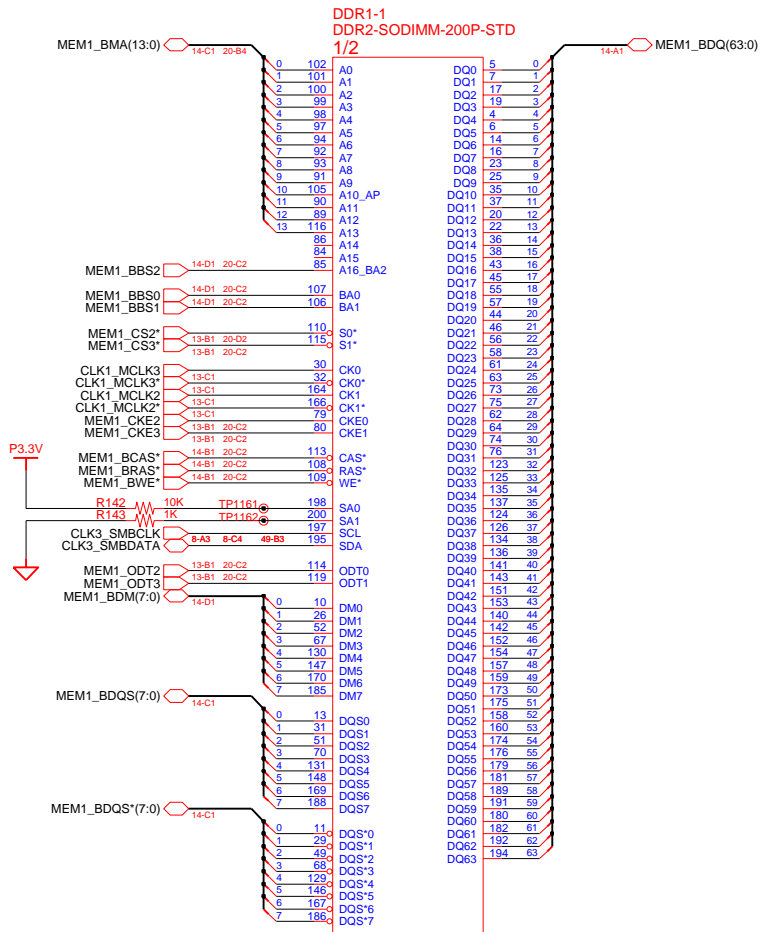 DDR1-1
DDR2-SODIMM-200P-STD
1/2
MEM1_BMA(13:0) 14-C1 20-B4
0 102 A0
1 101 A1
2 100 A2
3 99 A3
4 98 A4
5 97 A5
6 94 A6
7 92 A7
8 93 A8
9 91 A9
10 105 A10_AP
11 90 A11
12 89 A12
13 116 A13
86 A14
84 A15
MEM1_BBS2 14-D1 20-C2 85 A16_BA2
MEM1_BBS0 14-D1 20-C2 107 BA0
MEM1_BBS1 14-D1 20-C2 106 BA1
MEM1_CS2* 13-B1 20-D2 110 S0*
MEM1_CS3* 13-B1 20-C2 115 S1*
CLK1_MCLK3 13-C1 30 CK0
CLK1_MCLK3* 13-C1 32 CK0*
CLK1_MCLK2 13-C1 164 CK1
CLK1_MCLK2* 13-C1 166 CK1*
MEM1_CKE2 13-B1 20-C2 79 CKE0
MEM1_CKE3 13-B1 20-C2 80 CKE1
P3.3V
MEM1_BCAS* 14-B1 20-C2 113 CAS*
MEM1_BRAS* 14-B1 20-C2 108 RAS*
MEM1_BWE* 14-B1 20-C2 109 WE*
R142 10K TP1161 198 SA0
R143 1K TP1162 200 SA1
CLK3_SMBCLK 197 SCL
8-A3 8-C4 49-B3
CLK3_SMBDATA 195 SDA
MEM1_ODT2 13-B1 20-C2 114 ODT0
MEM1_ODT3 13-B1 20-C2 119 ODT1
MEM1_BDM(7:0) 14-D1
0 10 DM0
1 26 DM1
2 52 DM2
3 67 DM3
4 130 DM4
5 147 DM5
6 170 DM6
7 185 DM7
MEM1_BDQS(7:0) 14-C1
0 13 DQS0
1 31 DQS1
2 51 DQS2
3 70 DQS3
4 131 DQS4
5 148 DQS5
6 169 DQS6
7 188 DQS7
MEM1_BDQS*(7:0) 14-C1
0 11 DQS*0
1 29 DQS*1
2 49 DQS*2
3 68 DQS*3
4 129 DQS*4
5 146 DQS*5
6 167 DQS*6
7 186 DQS*7
14-A1 MEM1_BDQ(63:0)
DQ0 5 0
DQ1 7 1
DQ2 17 2
DQ3 19 3
DQ4 4 4
DQ5 6 5
DQ6 14 6
DQ7 16 7
DQ8 23 8
DQ9 25 9
DQ10 35 10
DQ11 37 11
DQ12 20 12
DQ13 22 13
DQ14 36 14
DQ15 38 15
DQ16 43 16
DQ17 45 17
DQ18 55 18
DQ19 57 19
DQ20 44 20
DQ21 46 21
DQ22 56 22
DQ23 58 23
DQ24 61 24
DQ25 63 25
DQ26 73 26
DQ27 75 27
DQ28 62 28
DQ29 64 29
DQ30 74 30
DQ31 76 31
DQ32 123 32
DQ33 125 33
DQ34 135 34
DQ35 137 35
DQ36 124 36
DQ37 126 37
DQ38 134 38
DQ39 136 39
DQ40 141 40
DQ41 143 41
DQ42 151 42
DQ43 153 43
DQ44 140 44
DQ45 142 45
DQ46 152 46
DQ47 154 47
DQ48 157 48
DQ49 159 49
DQ50 173 50
DQ51 175 51
DQ52 158 52
DQ53 160 53
DQ54 174 54
DQ55 176 55
DQ56 179 56
DQ57 181 57
DQ58 189 58
DQ59 191 59
DQ60 180 60
DQ61 182 61
DQ62 192 62
DQ63 194 63